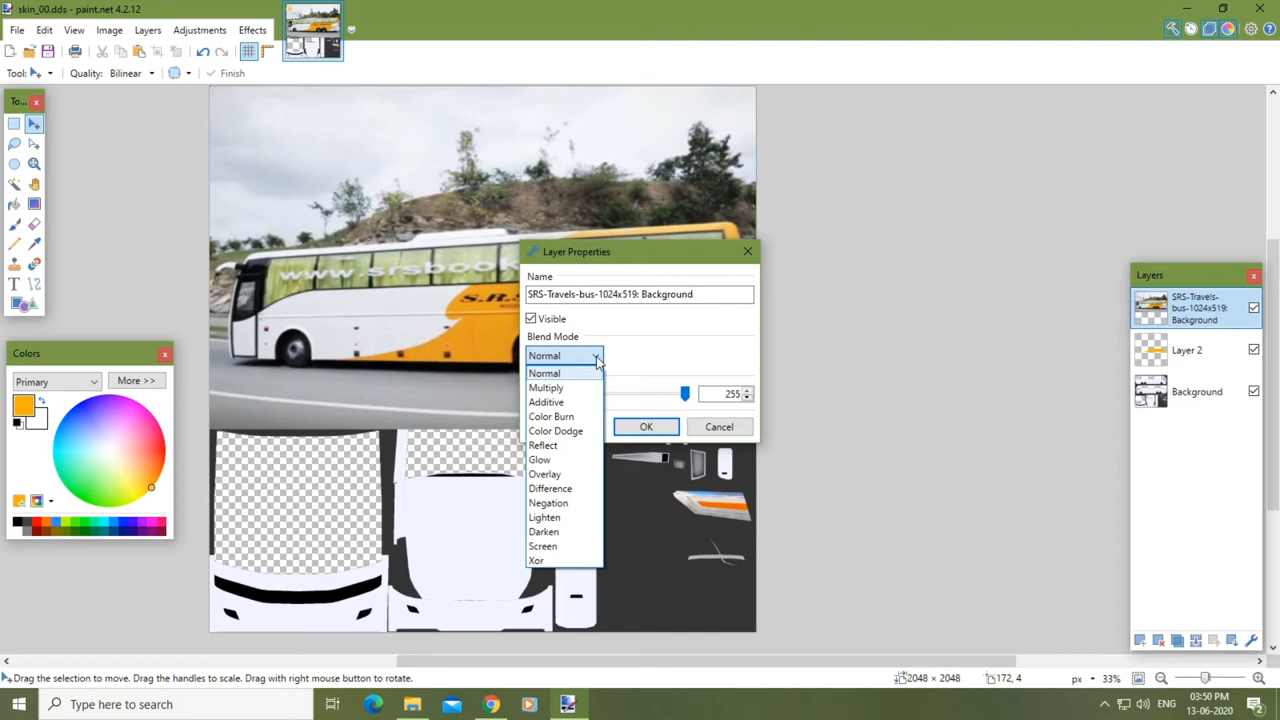 skin_00.dds - paint.net 4.2.12
File Edit View Image Layers Adjustments Effects
Tool: Quality: Bilinear Finish
To...
www.srsbook
S.R.
Layer Properties
Name
SRS-Travels-bus-1024x519: Background
Visible
Blend Mode
Normal
Normal
Multiply
Additive
Color Burn
Color Dodge
Reflect
Glow
Overlay
Difference
Negation
Lighten
Darken
Screen
Xor
255
OK Cancel
Layers
SRS-Travels-
bus-1024x519:
Background
Layer 2
Background
Colors
Primary More >>
Drag the selection to move. Drag the handles to scale. Drag with right mouse button to rotate. 2048 × 2048 172, 4 px 33%
Type here to search
ENG 03:50 PM
13-06-2020
2